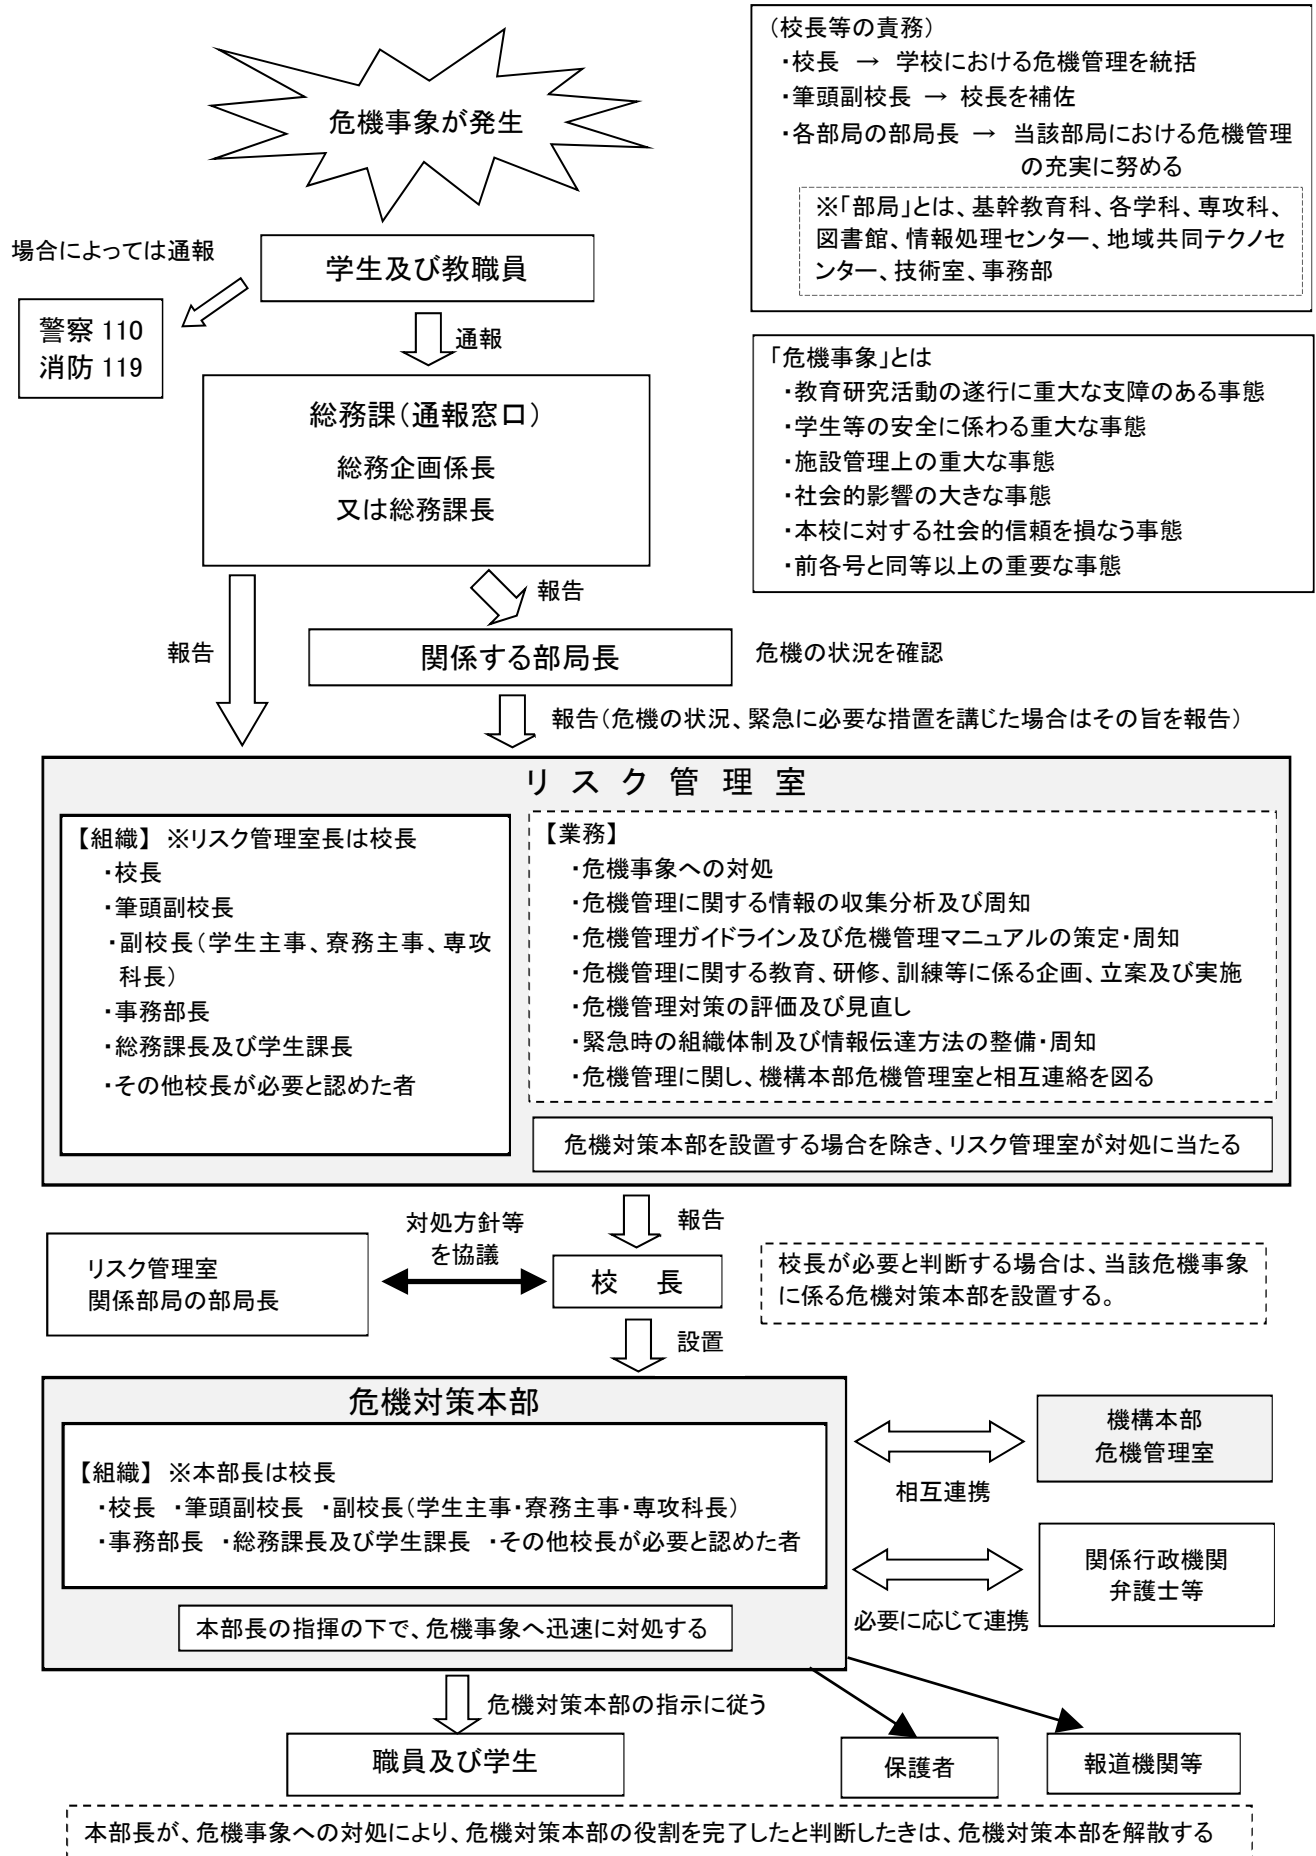 危機事象が発生
(校長等の責務)
・校長 → 学校における危機管理を統括
・筆頭副校長 → 校長を補佐
・各部局の部局長 → 当該部局における危機管理
の充実に努める
※「部局」とは、基幹教育科、各学科、専攻科、
図書館、情報処理センター、地域共同テクノセ
ンター、技術室、事務部
場合によっては通報
学生及び教職員
警察 110
消防 119
通報
「危機事象」とは
・教育研究活動の遂行に重大な支障のある事態
・学生等の安全に係わる重大な事態
・施設管理上の重大な事態
・社会的影響の大きな事態
・本校に対する社会的信頼を損なう事態
・前各号と同等以上の重要な事態
総務課(通報窓口)
総務企画係長
又は総務課長
報告
報告
関係する部局長
危機の状況を確認
報告(危機の状況、緊急に必要な措置を講じた場合はその旨を報告)
リスク管理室
【組織】 ※リスク管理室長は校長
・校長
・筆頭副校長
・副校長(学生主事、寮務主事、専攻
科長)
・事務部長
・総務課長及び学生課長
・その他校長が必要と認めた者
【業務】
・危機事象への対処
・危機管理に関する情報の収集分析及び周知
・危機管理ガイドライン及び危機管理マニュアルの策定・周知
・危機管理に関する教育、研修、訓練等に係る企画、立案及び実施
・危機管理対策の評価及び見直し
・緊急時の組織体制及び情報伝達方法の整備・周知
・危機管理に関し、機構本部危機管理室と相互連絡を図る
危機対策本部を設置する場合を除き、リスク管理室が対処に当たる
報告
対処方針等
を協議
リスク管理室
関係部局の部局長
校 長
校長が必要と判断する場合は、当該危機事象
に係る危機対策本部を設置する。
設置
危機対策本部
【組織】 ※本部長は校長
・校長 ・筆頭副校長 ・副校長(学生主事・寮務主事・専攻科長)
・事務部長 ・総務課長及び学生課長 ・その他校長が必要と認めた者
本部長の指揮の下で、危機事象へ迅速に対処する
機構本部
危機管理室
相互連携
関係行政機関
弁護士等
必要に応じて連携
危機対策本部の指示に従う
職員及び学生
保護者
報道機関等
本部長が、危機事象への対処により、危機対策本部の役割を完了したと判断したときは、危機対策本部を解散する